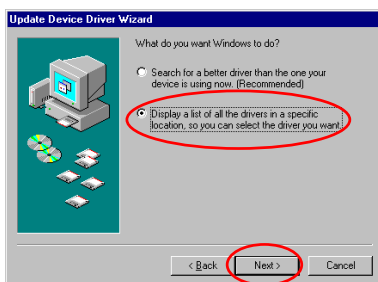 Update Device Driver Wizard
What do you want Windows to do?
Search for a better driver than the one your
device is using now. (Recommended)
Display a list of all the drivers in a specific
location, so you can select the driver you want.
< Back
Next >
Cancel